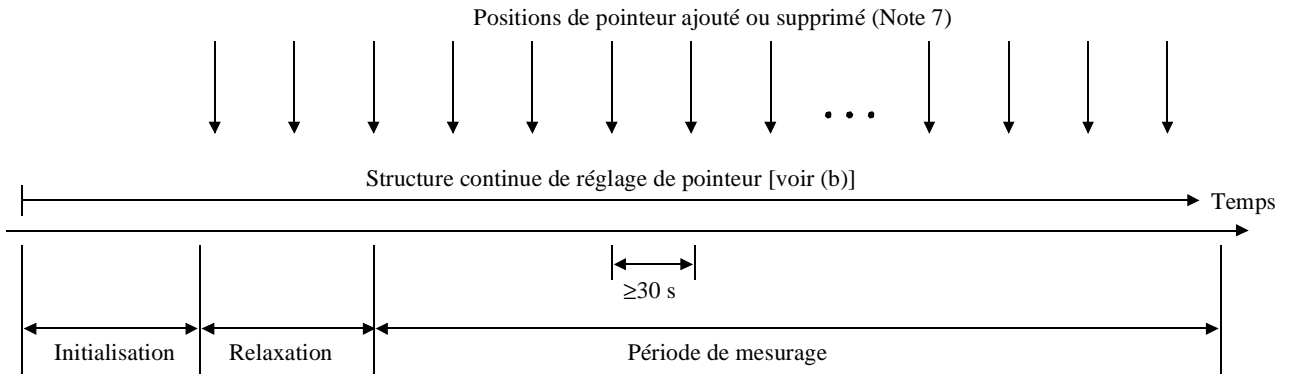 Positions de pointeur ajouté ou supprimé (Note 7)
Structure continue de réglage de pointeur [voir (b)]
Temps
≥30 s
Initialisation
Relaxation
Période de mesurage